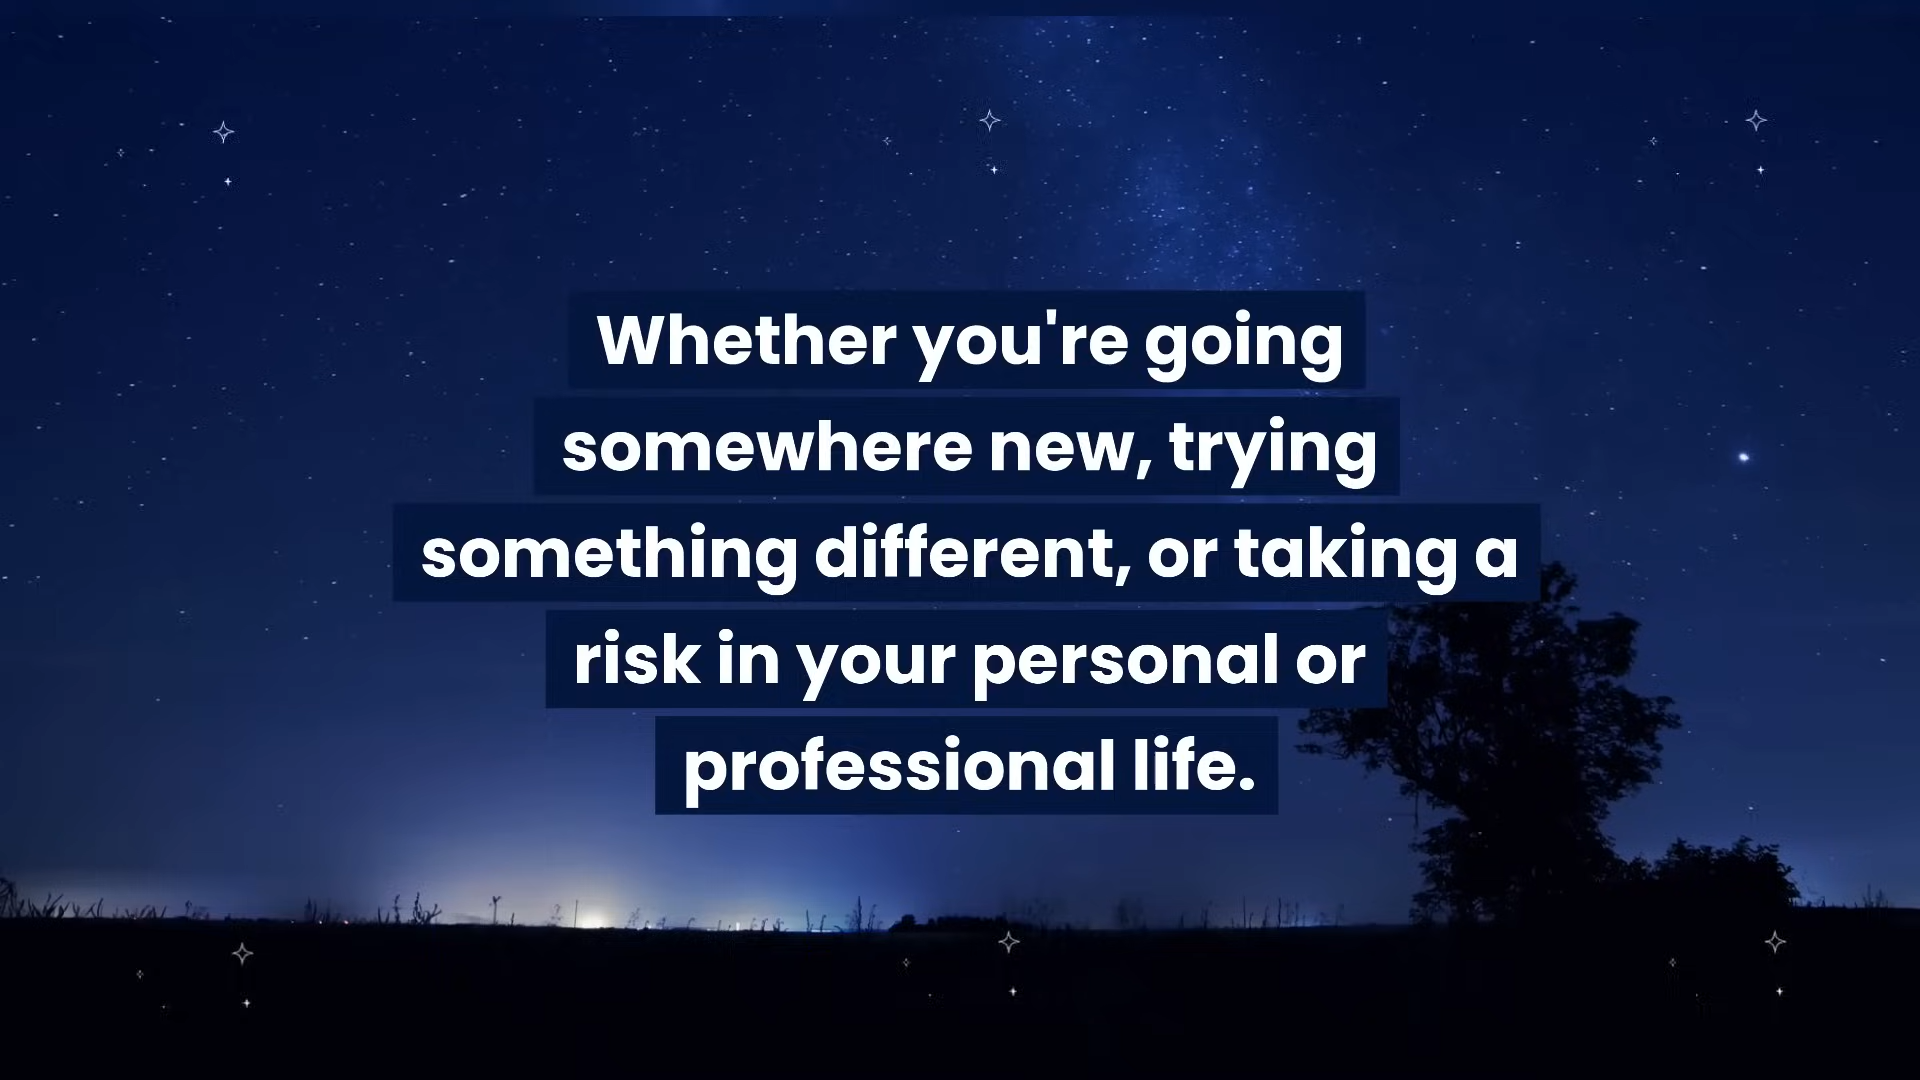 Whether you're going
somewhere new, trying
something different, or taking a
risk in your personal or
professional life.